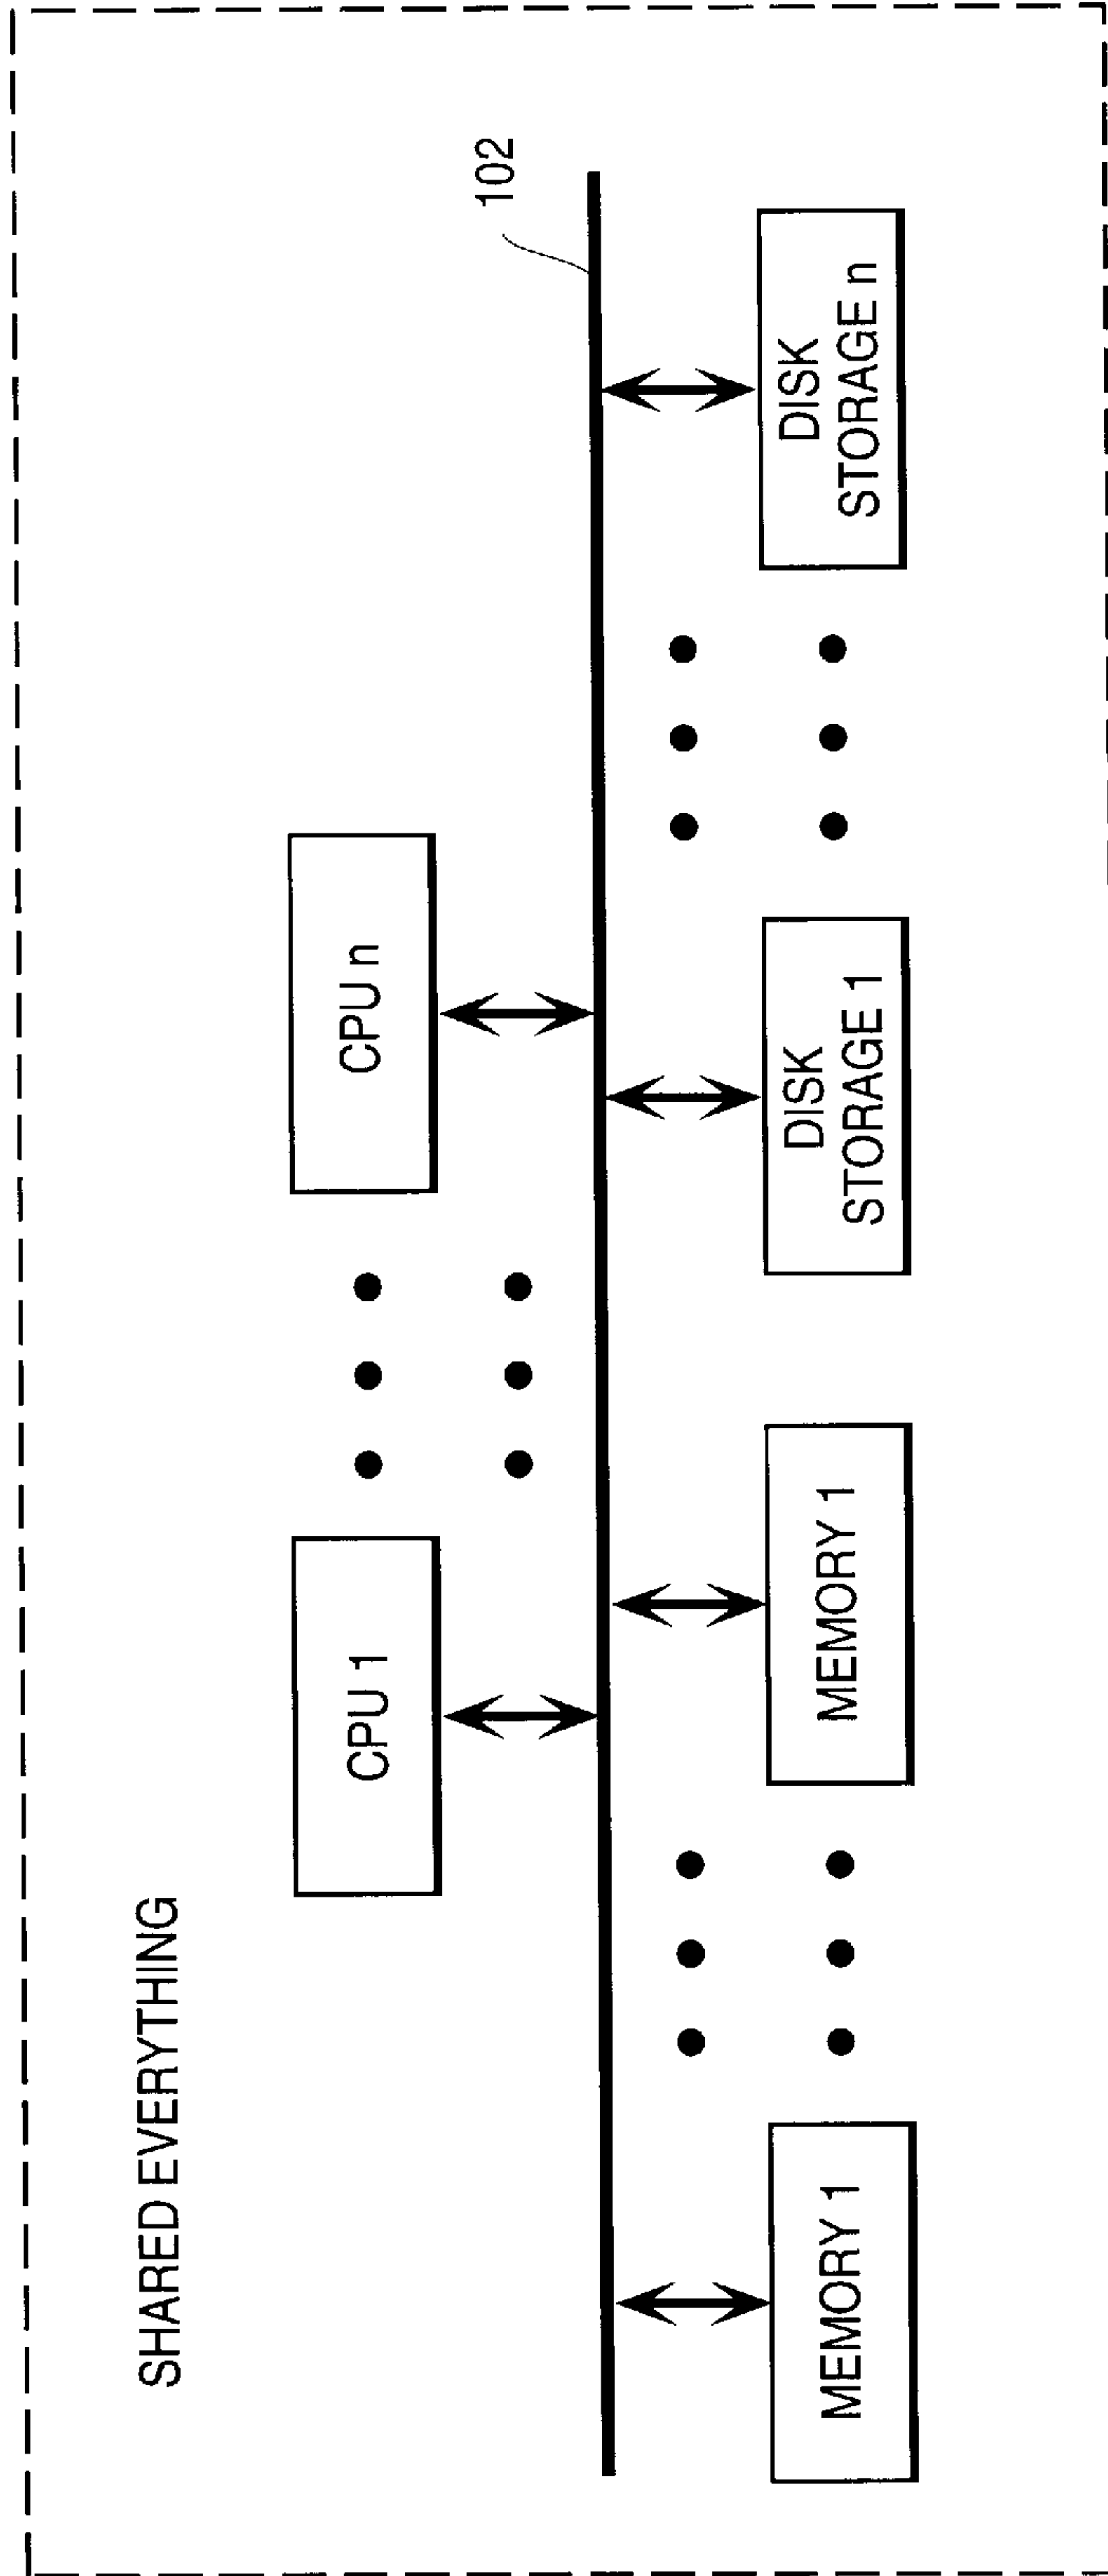 SHARED EVERYTHING
102
CPU 1
CPU n
MEMORY 1
MEMORY 1
DISK
STORAGE 1
DISK
STORAGE n